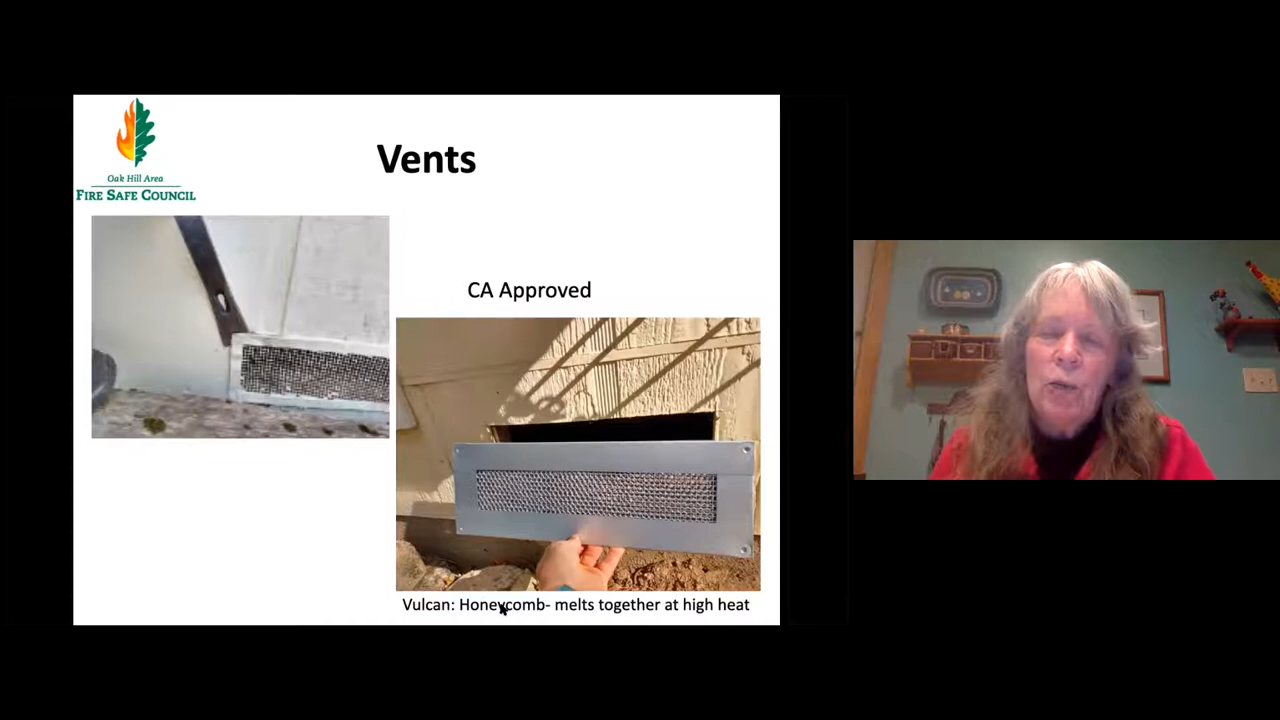 Oak Hill Area
FIRE SAFE COUNCIL
Vents
CA Approved
Vulcan: Honeycomb- melts together at high heat